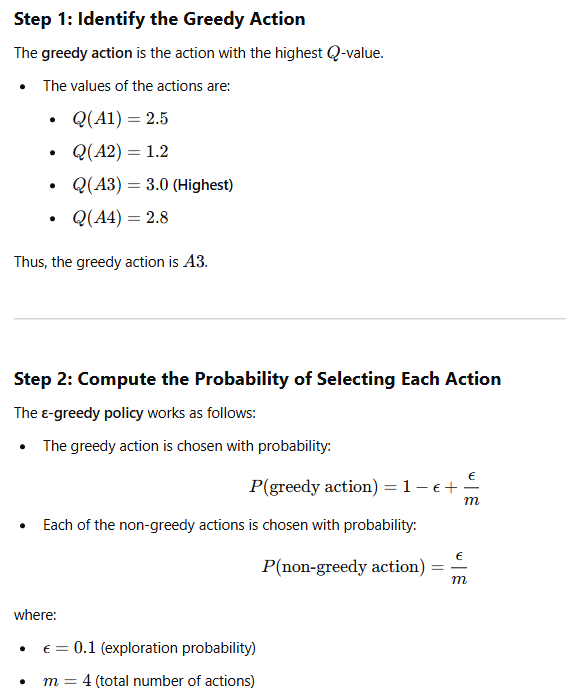 Step 1: Identify the Greedy Action
The greedy action is the action with the highest Q-value.
• The values of the actions are:
• Q(A1) = 2.5
• Q(A2) = 1.2
• Q(A3) = 3.0 (Highest)
• Q(A4) = 2.8
Thus, the greedy action is A3.
Step 2: Compute the Probability of Selecting Each Action
The ε-greedy policy works as follows:
• The greedy action is chosen with probability:
P(greedy action) = 1 − ϵ + ϵ/m
• Each of the non-greedy actions is chosen with probability:
P(non-greedy action) = ϵ/m
where:
• ϵ = 0.1 (exploration probability)
• m = 4 (total number of actions)